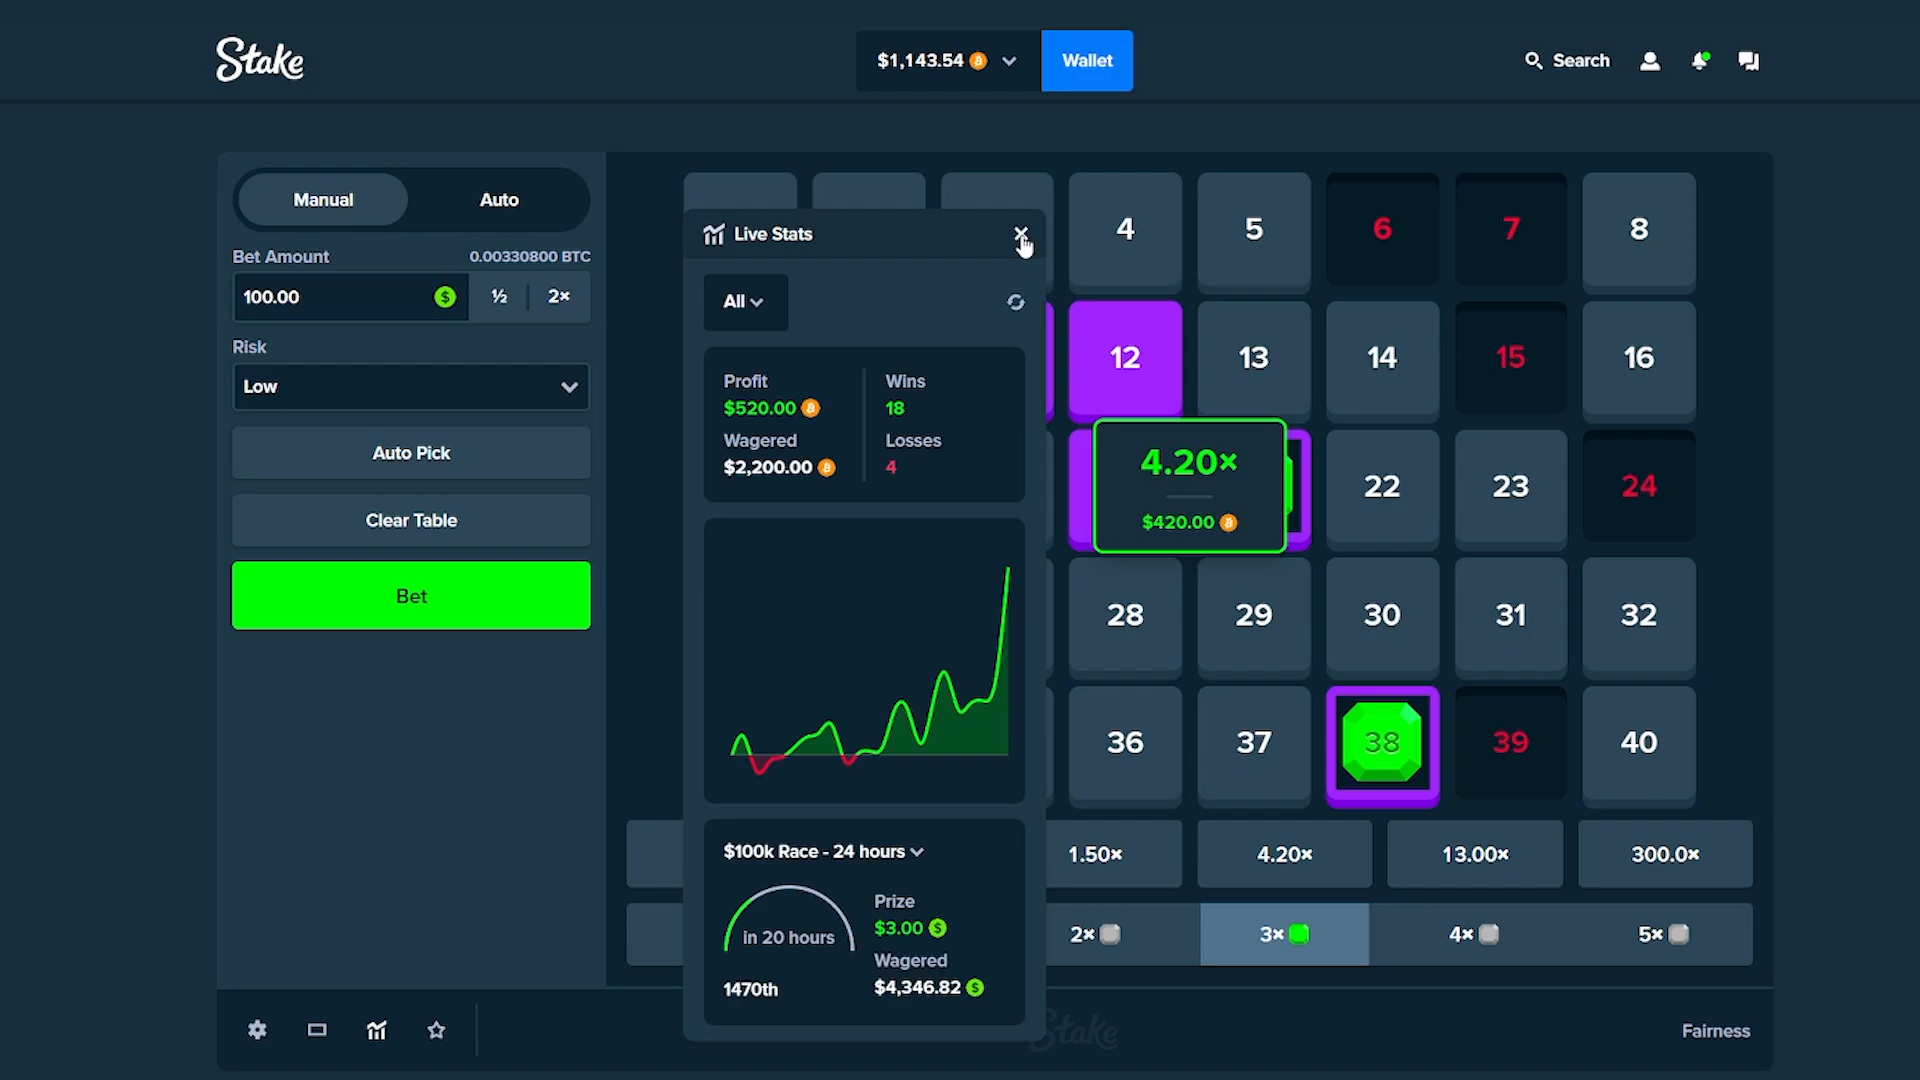 Stake
$1,143.54
Wallet
Search
Manual
Auto
Bet Amount
0.00330800 BTC
100.00
½
2×
Risk
Low
Auto Pick
Clear Table
Bet
Live Stats
All
Profit
$520.00
Wins
18
Wagered
$2,200.00
Losses
4
$100k Race - 24 hours
in 20 hours
1470th
Prize
$3.00
Wagered
$4,346.82
4 5 6 7 8
12 13 14 15 16
4.20×
$420.00
22 23 24
28 29 30 31 32
36 37 38 39 40
1.50× 4.20× 13.00× 300.0×
2× 3× 4× 5×
Stake
Fairness